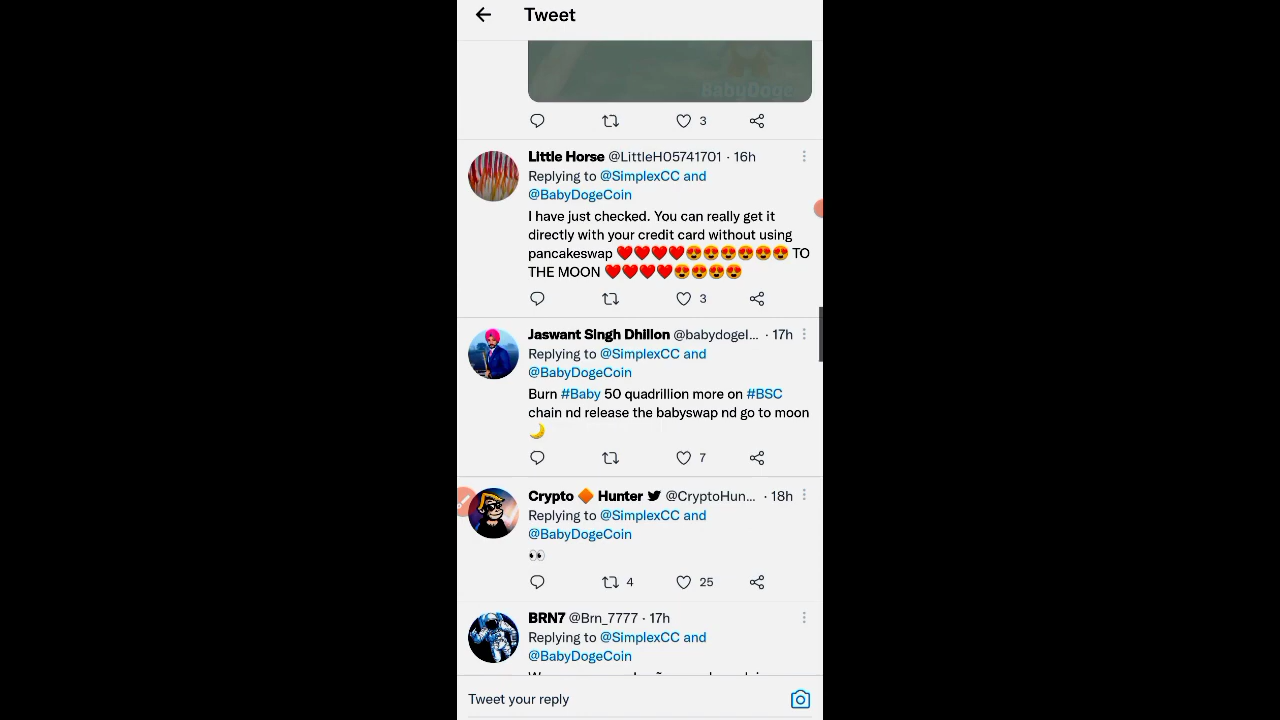 Tweet
BabyDoge
3
Little Horse @LittleH05741701 · 16h
Replying to @SimplexCC and
@BabyDogeCoin
I have just checked. You can really get it
directly with your credit card without using
pancakeswap ❤️❤️❤️❤️😍😍😍😍😍😍 TO
THE MOON ❤️❤️❤️❤️😍😍😍😍
3
Jaswant Singh Dhillon @babydogel... · 17h
Replying to @SimplexCC and
@BabyDogeCoin
Burn #Baby 50 quadrillion more on #BSC
chain nd release the babyswap nd go to moon
🌙
7
Crypto 🔶 Hunter @CryptoHun... · 18h
Replying to @SimplexCC and
@BabyDogeCoin
👀
4 25
BRN7 @Brn_7777 · 17h
Replying to @SimplexCC and
@BabyDogeCoin
Tweet your reply